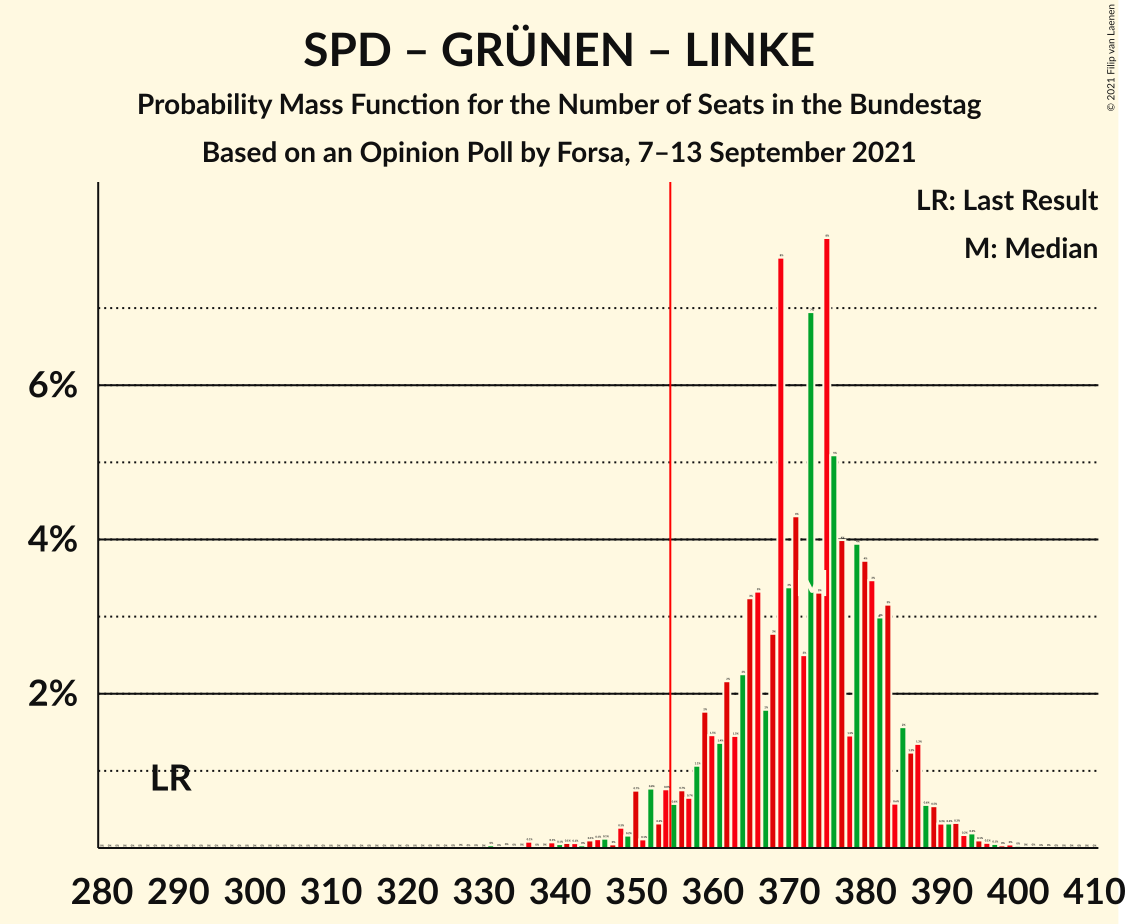 SPD – GRÜNEN – LINKE
Probability Mass Function for the Number of Seats in the Bundestag
Based on an Opinion Poll by Forsa, 7–13 September 2021
© 2021 Filip van Laenen
LR: Last Result
M: Median
6%
4%
2%
LR
280 290 300 310 320 330 340 350 360 370 380 390 400 410